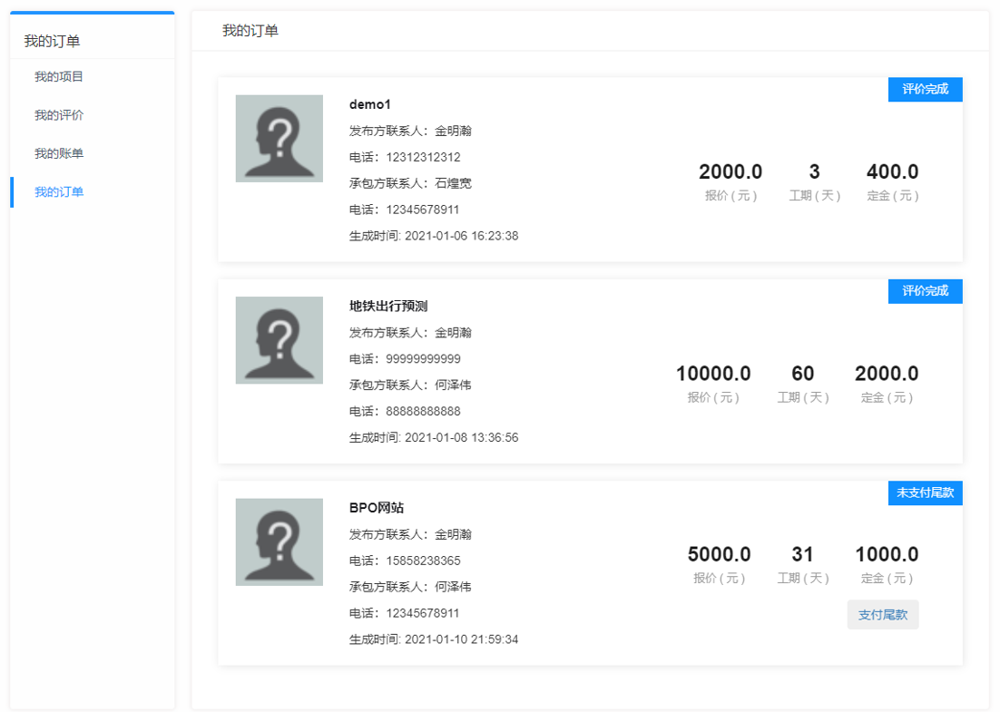 我的订单
我的项目
我的评价
我的账单
我的订单
我的订单
评价完成
demo1
发布方联系人：金明瀚
电话：12312312312
承包方联系人：石煌宽
电话：12345678911
生成时间: 2021-01-06 16:23:38
2000.0 3 400.0
报价 ( 元 ) 工期 ( 天 ) 定金 ( 元 )
评价完成
地铁出行预测
发布方联系人：金明瀚
电话：99999999999
承包方联系人：何泽伟
电话：88888888888
生成时间: 2021-01-08 13:36:56
10000.0 60 2000.0
报价 ( 元 ) 工期 ( 天 ) 定金 ( 元 )
未支付尾款
BPO网站
发布方联系人：金明瀚
电话：15858238365
承包方联系人：何泽伟
电话：12345678911
生成时间: 2021-01-10 21:59:34
5000.0 31 1000.0
报价 ( 元 ) 工期 ( 天 ) 定金 ( 元 )
支付尾款